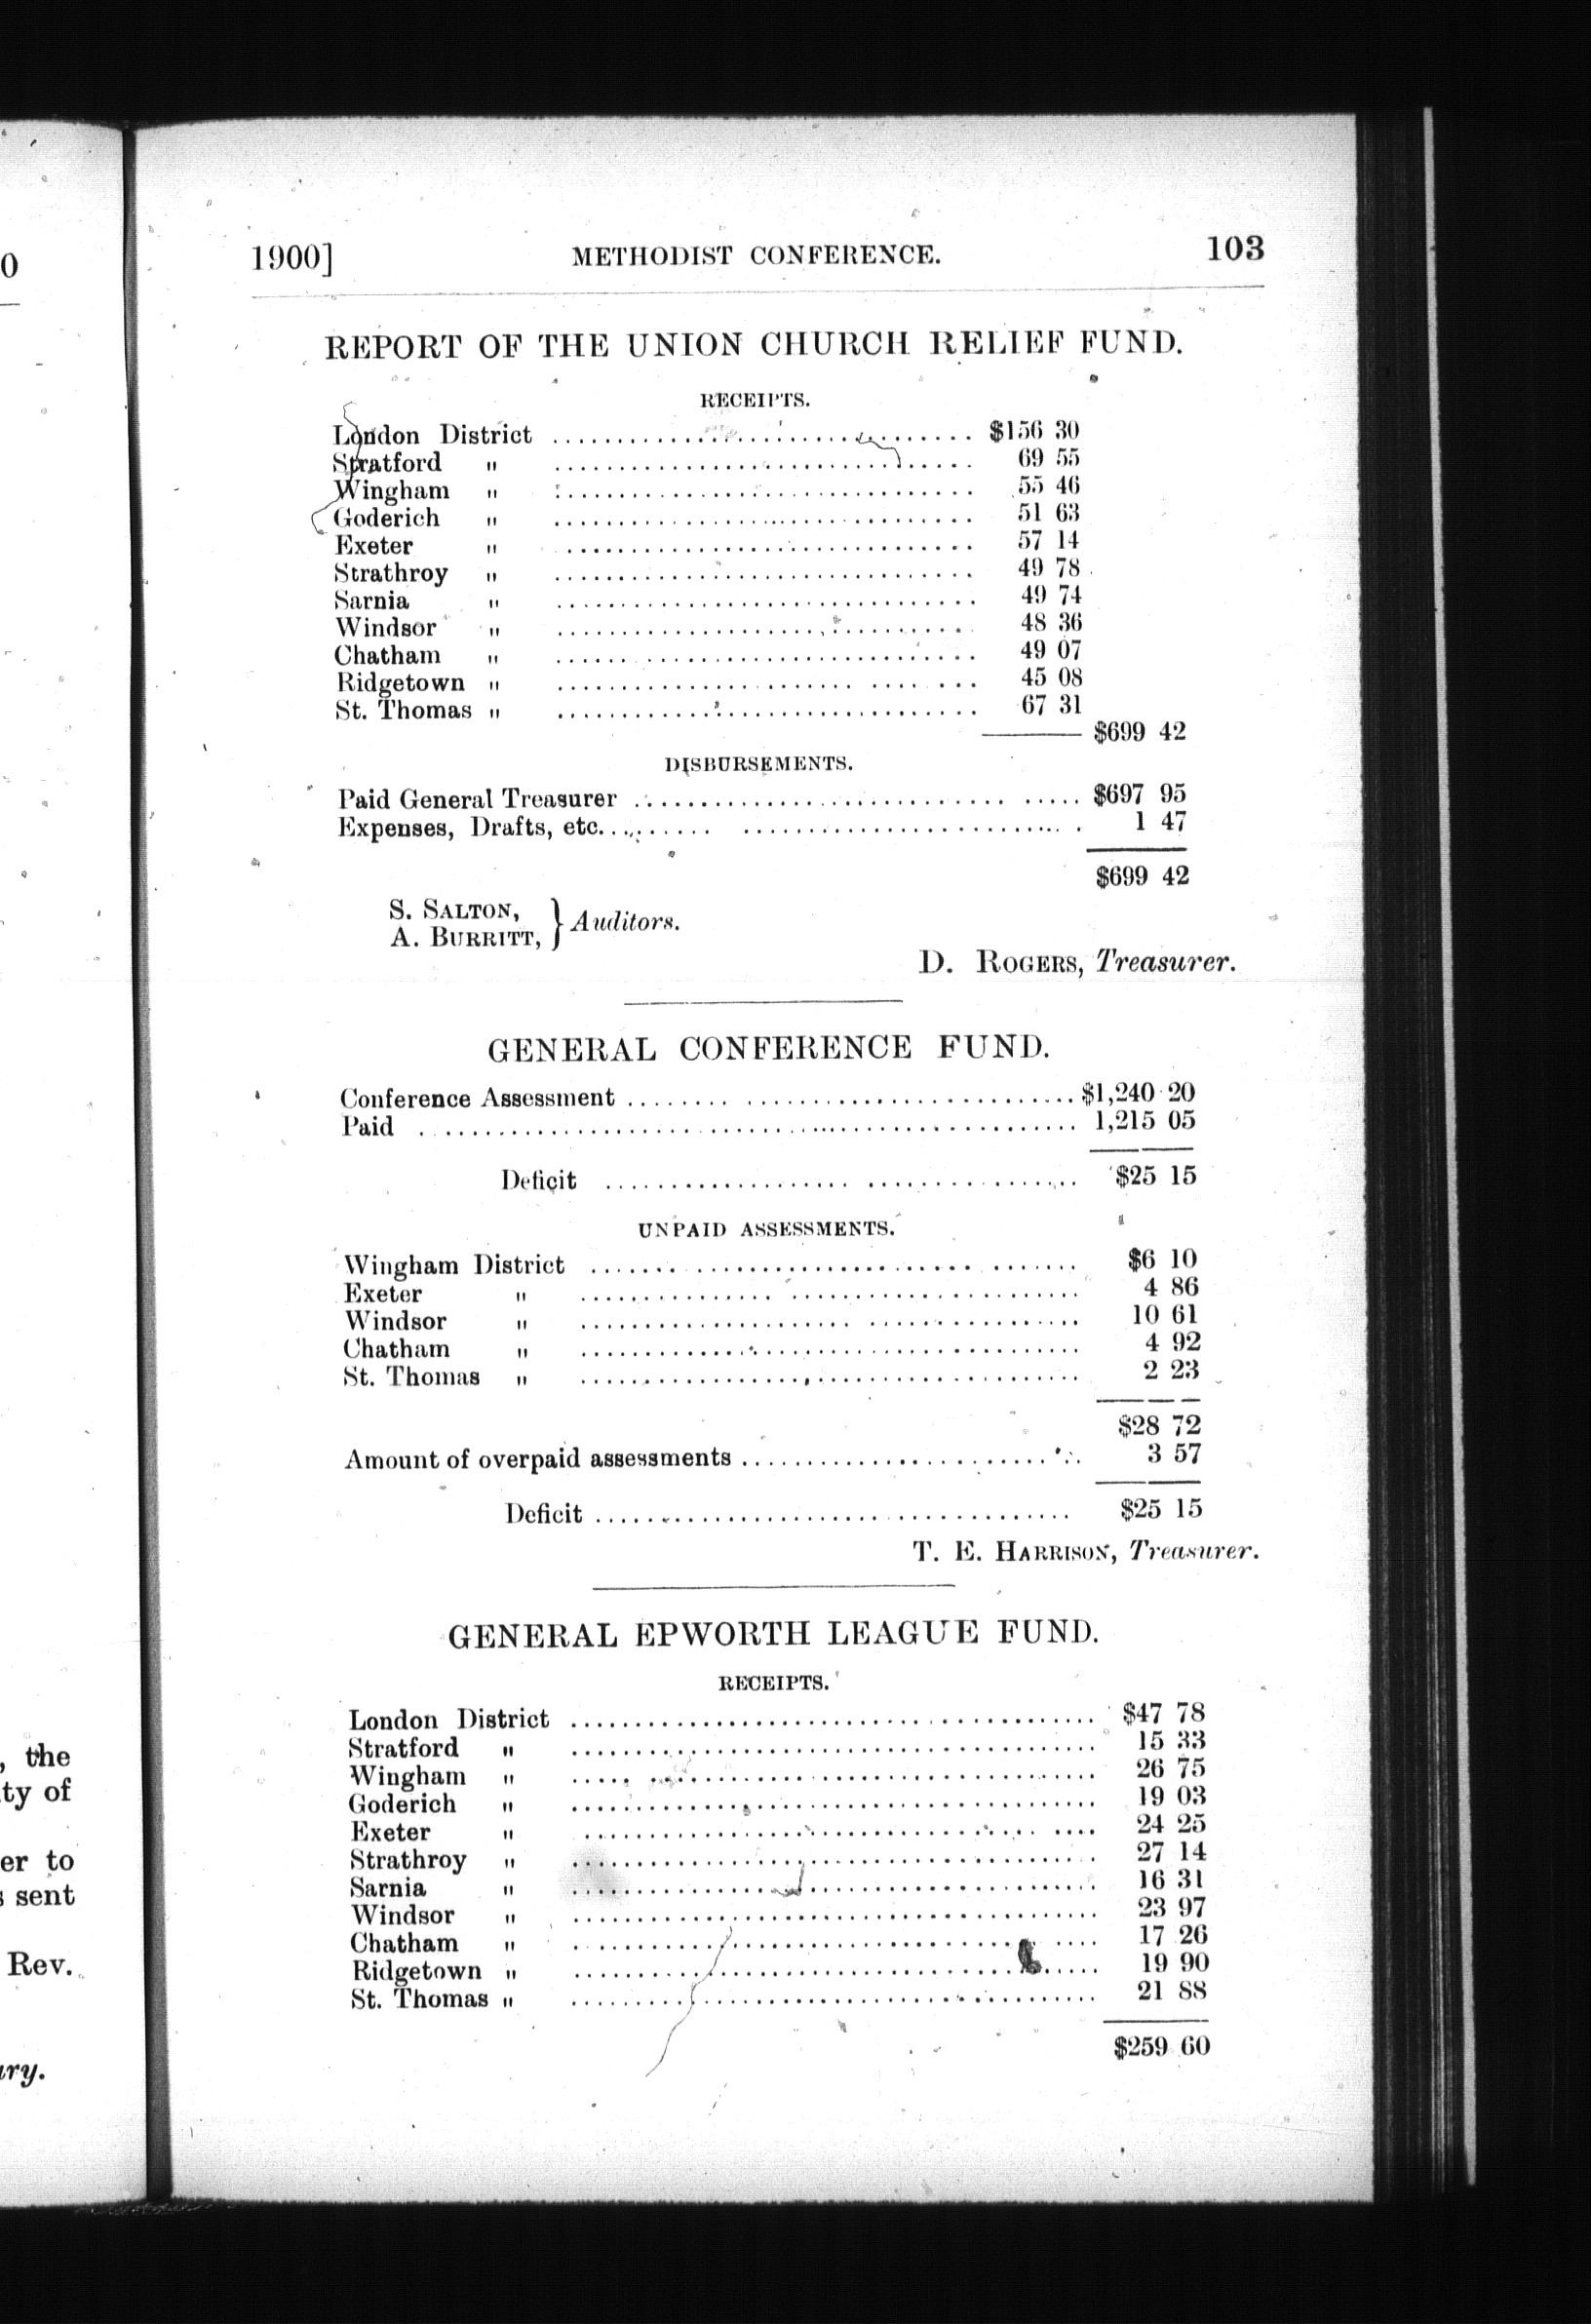 0
, the
ty of
er to
sent
Rev.
ry.
1900] METHODIST CONFERENCE. 103
REPORT OF THE UNION CHURCH RELIEF FUND.
RECEIPTS.
London District ........................................ $156 30
Stratford " ........................................ 69 55
Wingham " ........................................ 55 46
Goderich " ........................................ 51 63
Exeter " ........................................ 57 14
Strathroy " ........................................ 49 78
Sarnia " ........................................ 49 74
Windsor " ........................................ 48 36
Chatham " ........................................ 49 07
Ridgetown " ........................................ 45 08
St. Thomas " ........................................ 67 31
$699 42
DISBURSEMENTS.
Paid General Treasurer ........................................ $697 95
Expenses, Drafts, etc. ........................................ 1 47
$699 42
S. SALTON,
A. BURRITT, } Auditors.
D. ROGERS, Treasurer.
GENERAL CONFERENCE FUND.
Conference Assessment ........................................ $1,240 20
Paid ........................................ 1,215 05
Deficit ........................................ $25 15
UNPAID ASSESSMENTS.
Wingham District ........................................ $6 10
Exeter " ........................................ 4 86
Windsor " ........................................ 10 61
Chatham " ........................................ 4 92
St. Thomas " ........................................ 2 23
$28 72
Amount of overpaid assessments ........................................ 3 57
Deficit ........................................ $25 15
T. E. HARRISON, Treasurer.
GENERAL EPWORTH LEAGUE FUND.
RECEIPTS.
London District ........................................ $47 78
Stratford " ........................................ 15 33
Wingham " ........................................ 26 75
Goderich " ........................................ 19 03
Exeter " ........................................ 24 25
Strathroy " ........................................ 27 14
Sarnia " ........................................ 16 31
Windsor " ........................................ 23 97
Chatham " ........................................ 17 26
Ridgetown " ........................................ 19 90
St. Thomas " ........................................ 21 88
$259 60